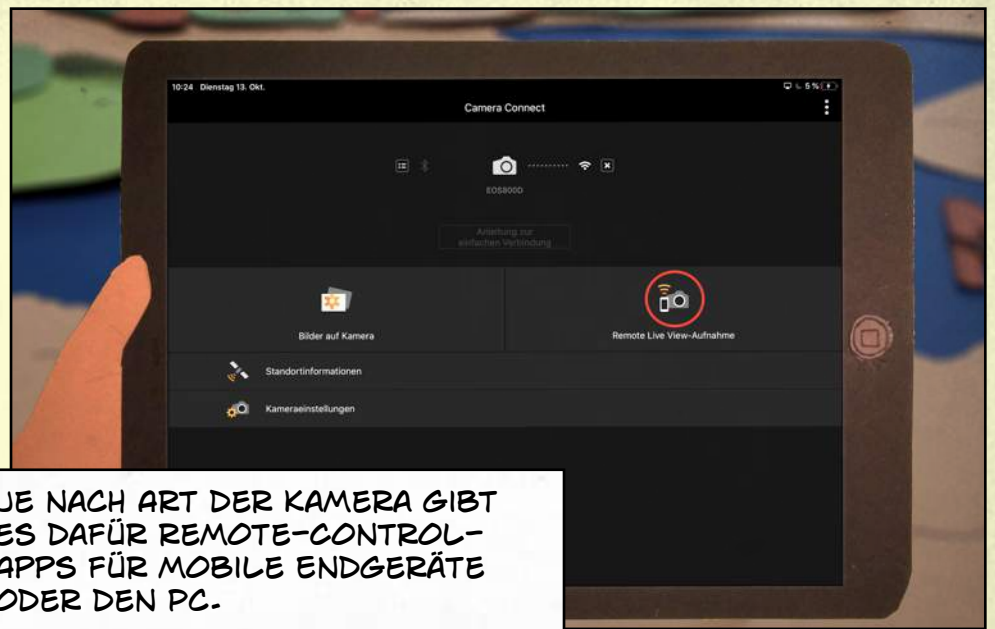 10:24 Dienstag 13. Okt.
5 %
Camera Connect
EOS800D
Anleitung zur
einfachen Verbindung
Bilder auf Kamera
Remote Live View-Aufnahme
Standortinformationen
Kameraeinstellungen
JE NACH ART DER KAMERA GIBT
ES DAFÜR REMOTE-CONTROL-
APPS FÜR MOBILE ENDGERÄTE
ODER DEN PC.